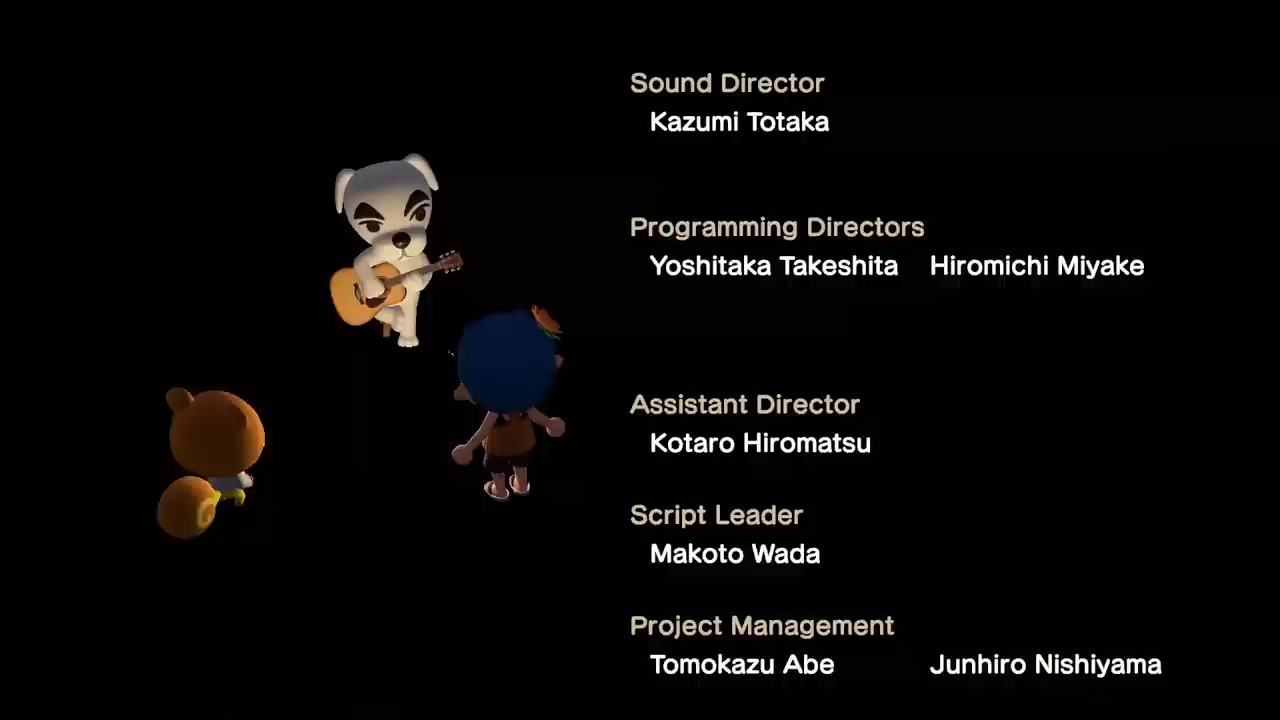 Sound Director
Kazumi Totaka
Programming Directors
Yoshitaka Takeshita Hiromichi Miyake
Assistant Director
Kotaro Hiromatsu
Script Leader
Makoto Wada
Project Management
Tomokazu Abe Junhiro Nishiyama